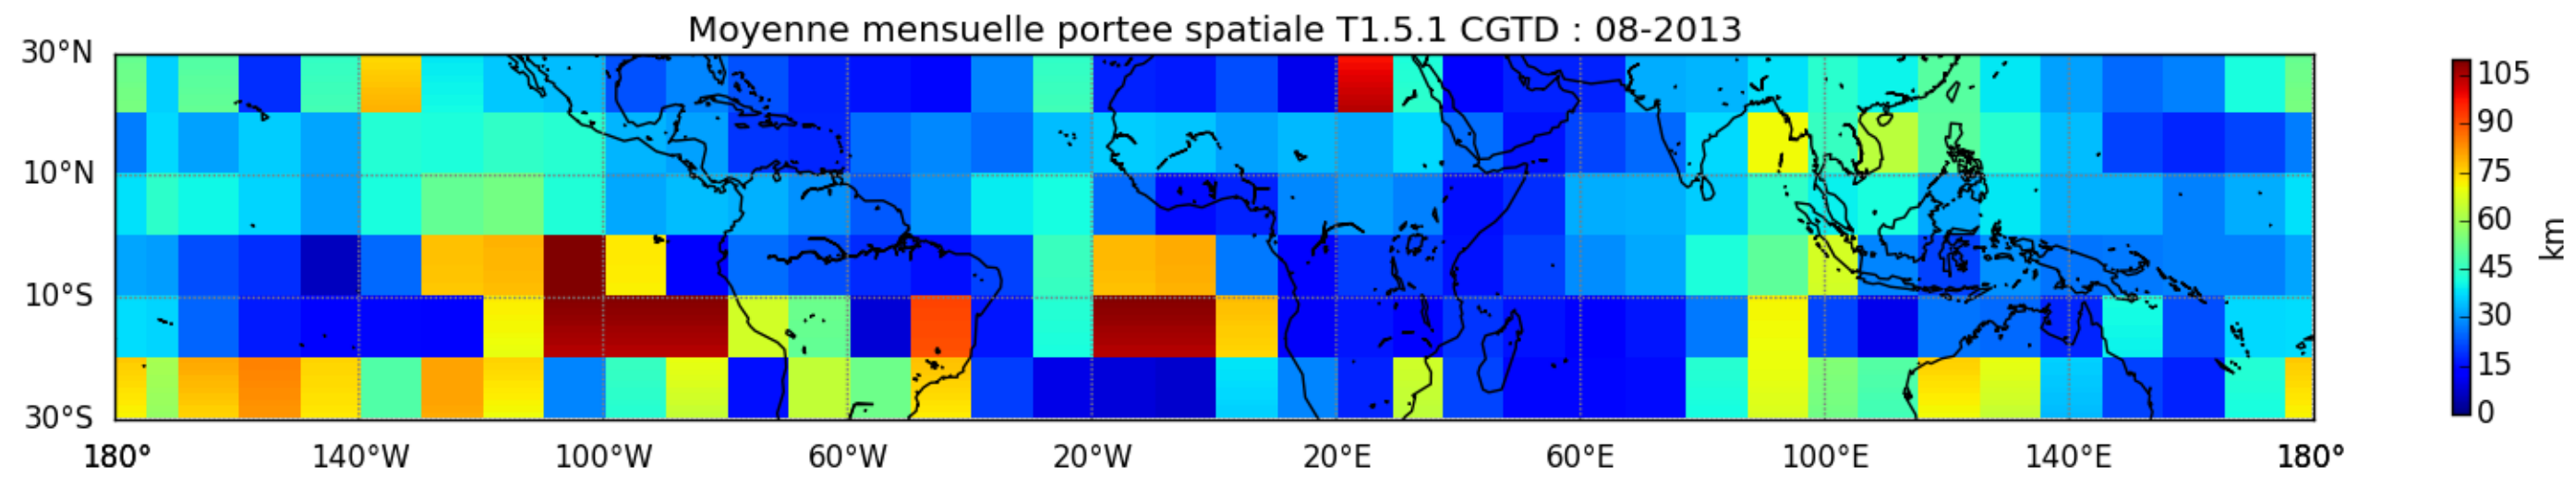 Moyenne mensuelle portee spatiale T1.5.1 CGTD : 08-2013
30°N
10°N
10°S
30°S
180° 140°W 100°W 60°W 20°W 20°E 60°E 100°E 140°E 180°
105
90
75
60
45
30
15
0
km